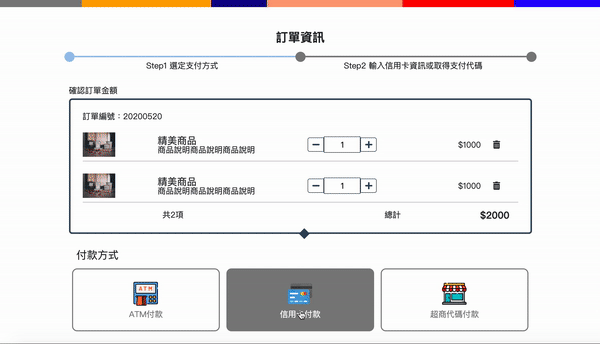 訂單資訊
Step1 選定支付方式
Step2 輸入信用卡資訊或取得支付代碼
確認訂單金額
訂單編號：20200520
精美商品
商品說明商品說明商品說明
1
$1000
精美商品
商品說明商品說明商品說明
1
$1000
共2項
總計
$2000
付款方式
ATM
ATM付款
信用卡付款
超商代碼付款